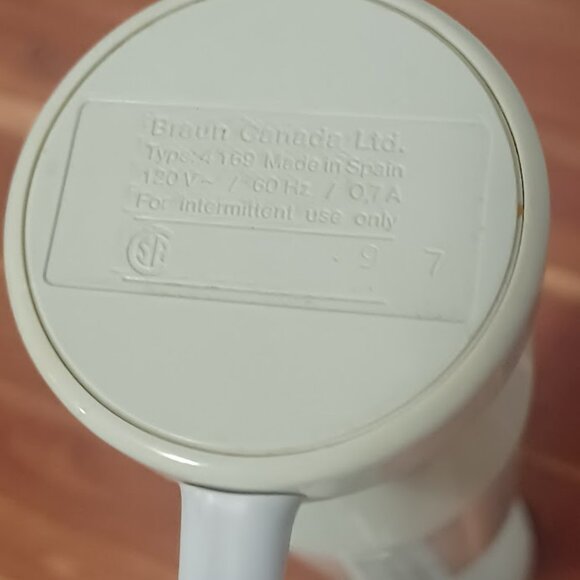 Braun Canada Ltd.
Type: 4 169 Made in Spain
120 V ~ / 60 Hz / 0,7 A
For intermittent use only
SP . 9 7